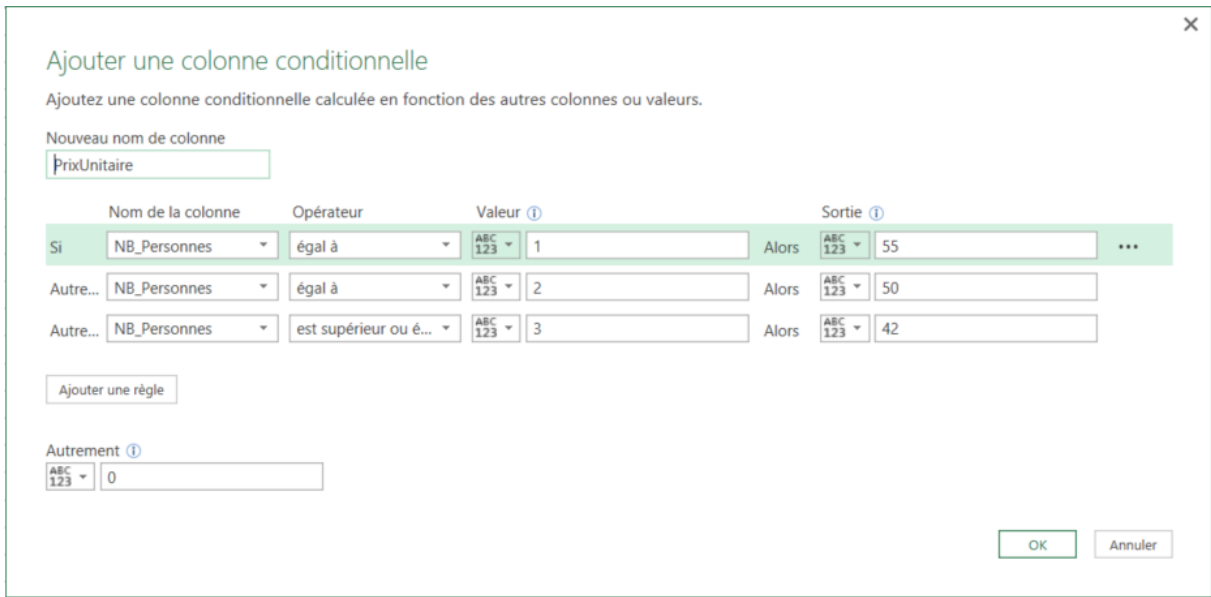 Ajouter une colonne conditionnelle
Ajoutez une colonne conditionnelle calculée en fonction des autres colonnes ou valeurs.
Nouveau nom de colonne
PrixUnitaire
Nom de la colonne Opérateur Valeur Sortie
Si NB_Personnes égal à ABC 123 1 Alors ABC 123 55 ...
Autre... NB_Personnes égal à ABC 123 2 Alors ABC 123 50
Autre... NB_Personnes est supérieur ou é... ABC 123 3 Alors ABC 123 42
Ajouter une règle
Autrement
ABC 123 0
OK Annuler